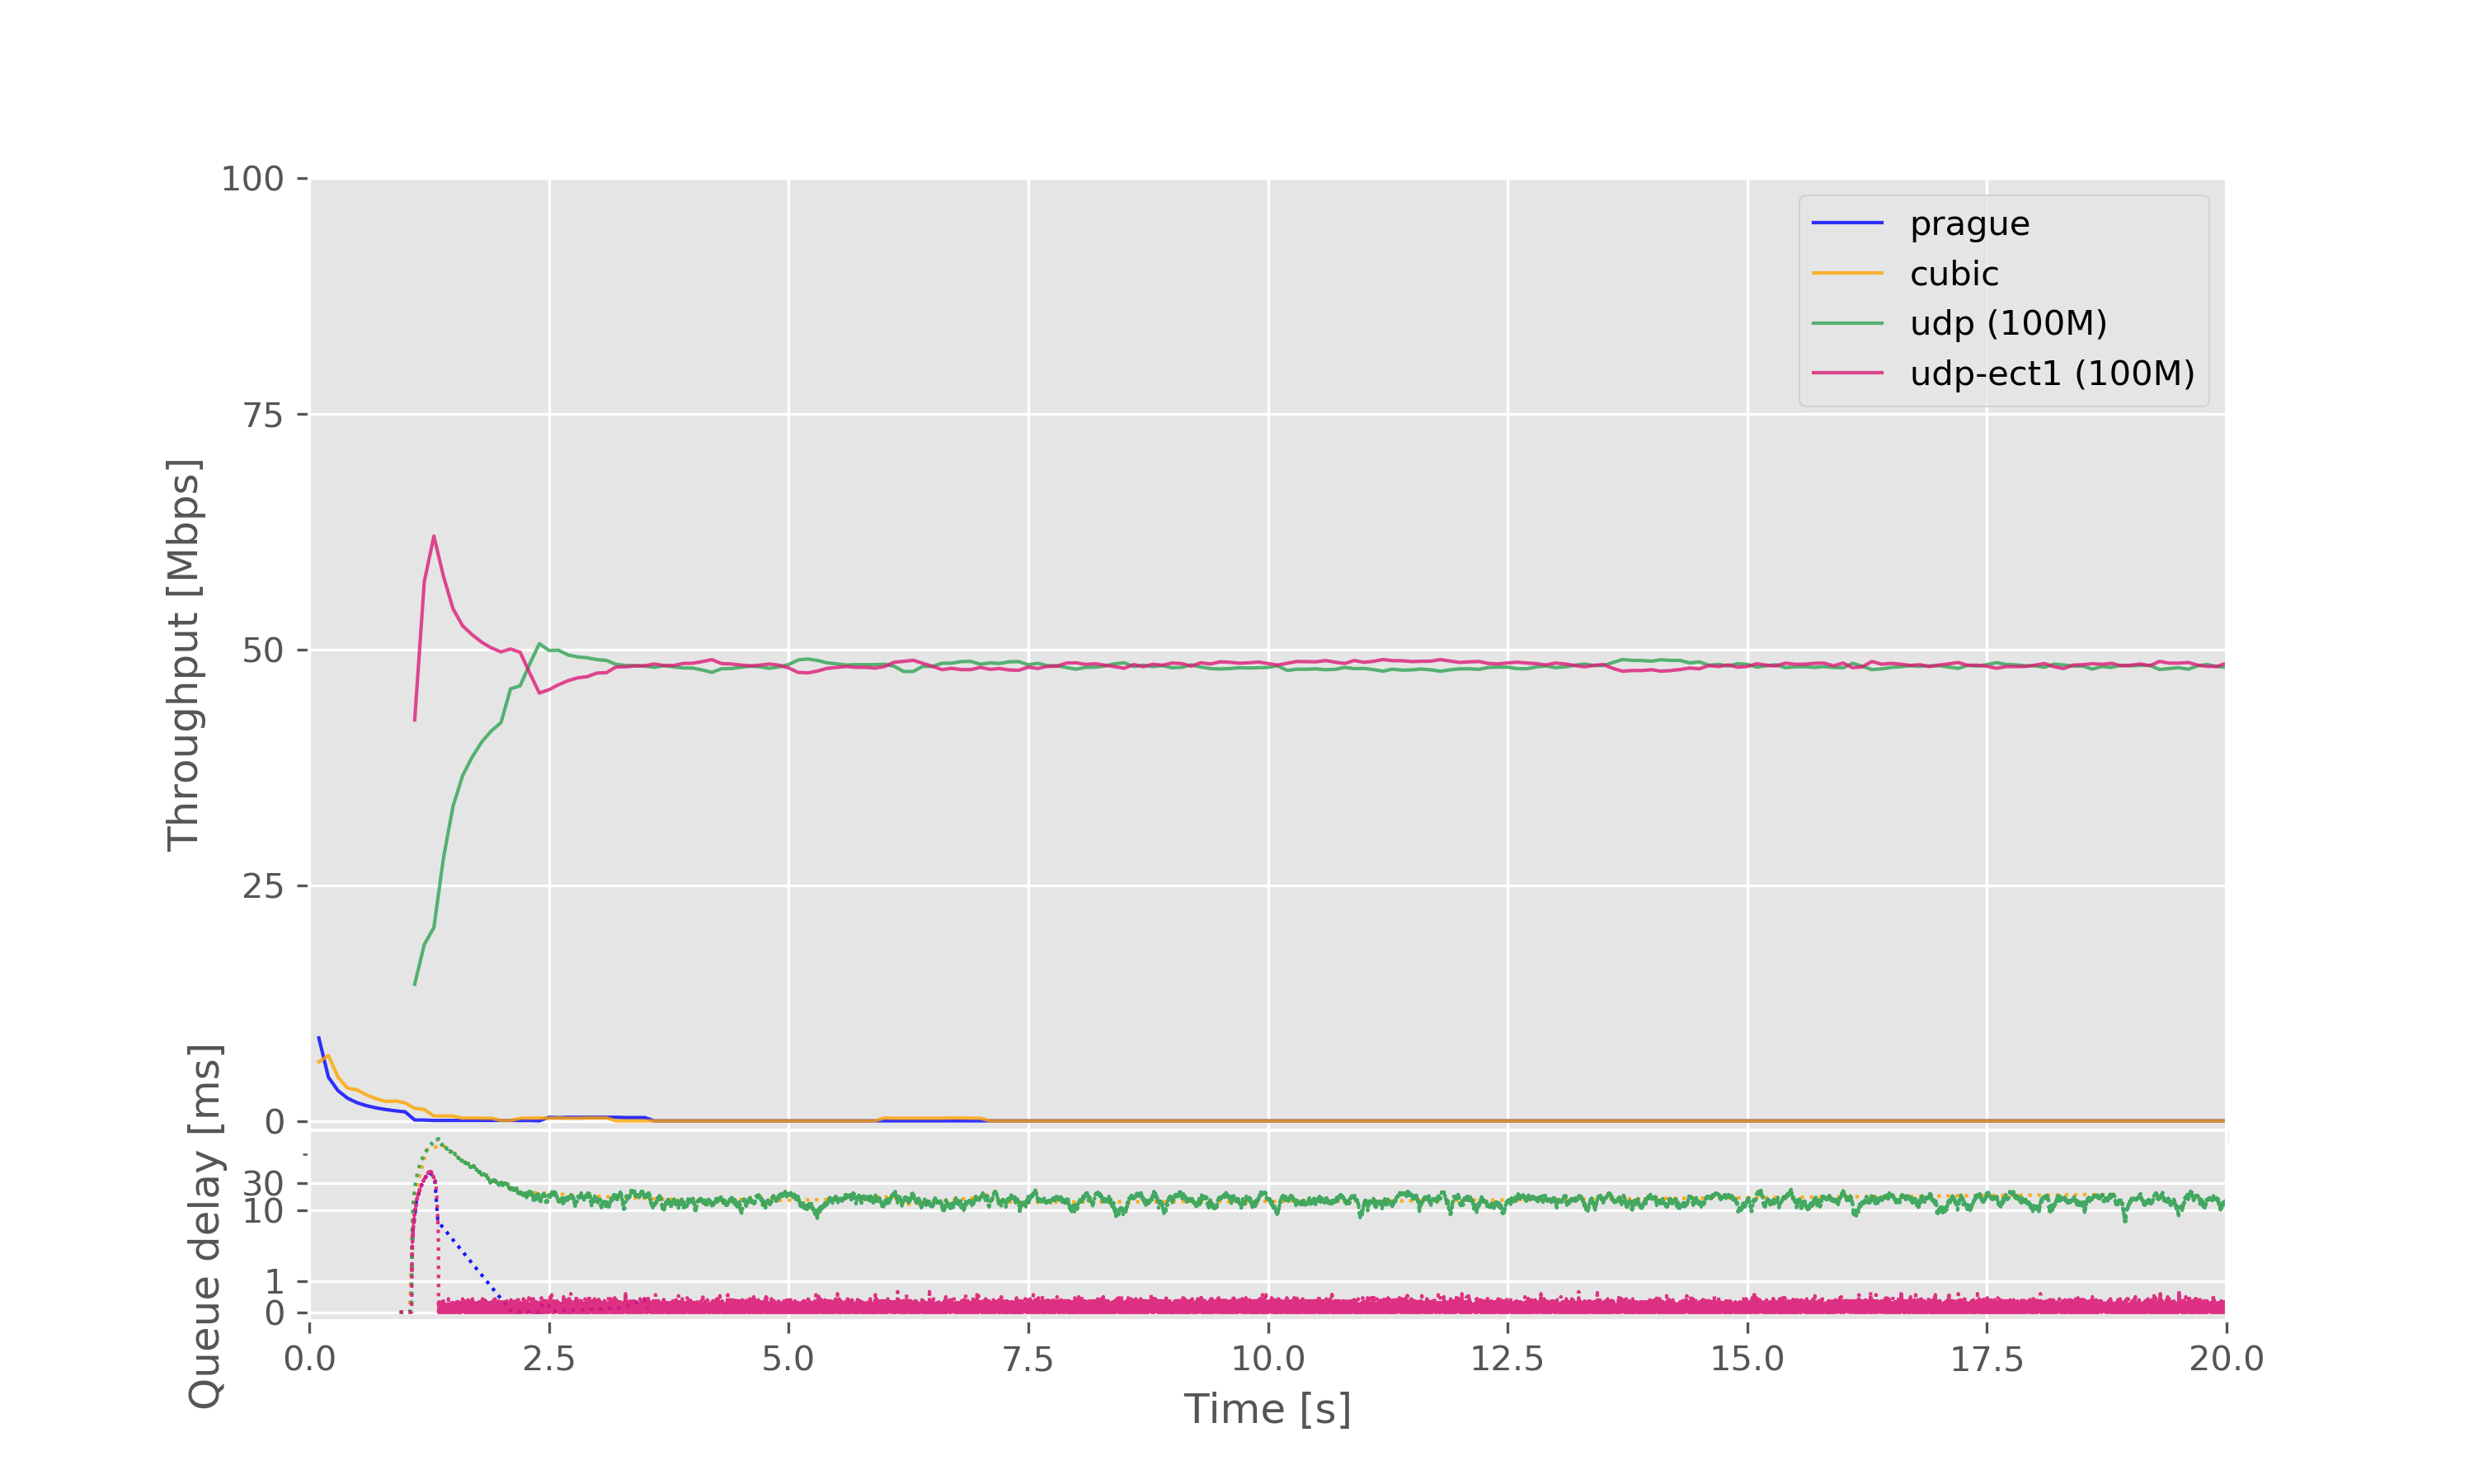 100
75
50
25
0
Throughput [Mbps]
prague
cubic
udp (100M)
udp-ect1 (100M)
30
10
1
0
Queue delay [ms]
0.0 2.5 5.0 7.5 10.0 12.5 15.0 17.5 20.0
Time [s]